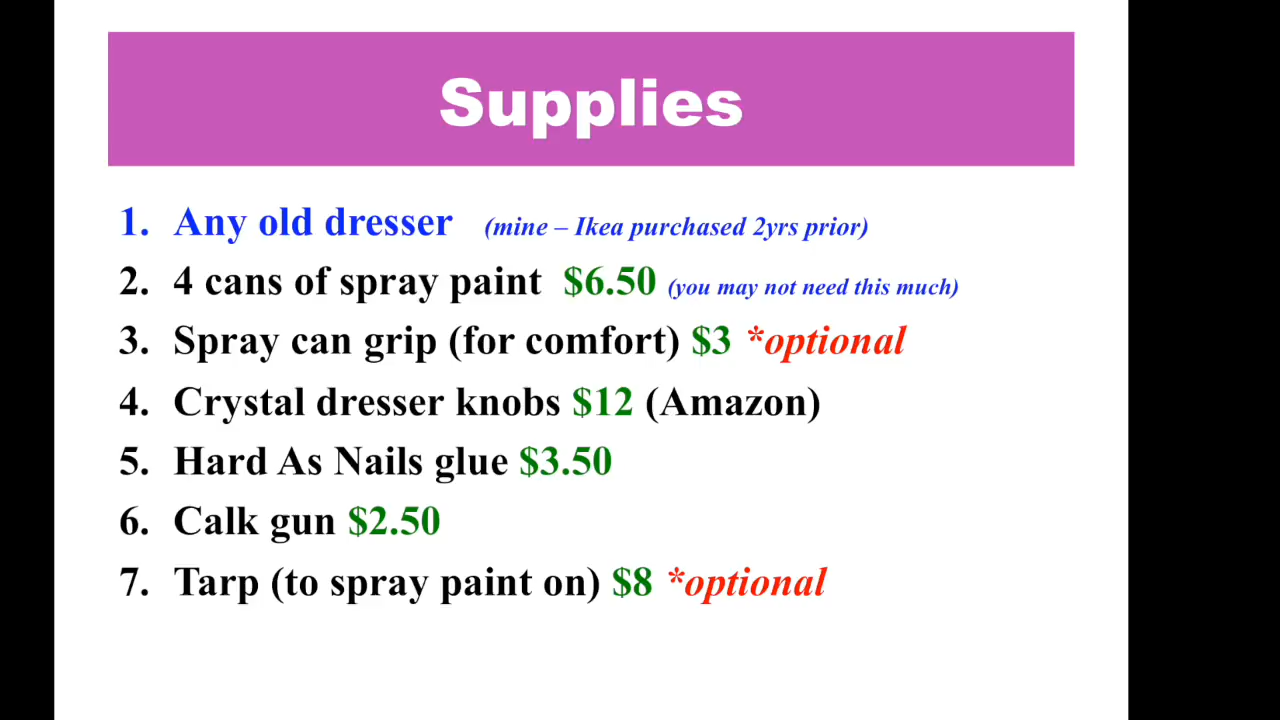 Supplies
1. Any old dresser (mine – Ikea purchased 2yrs prior)
2. 4 cans of spray paint $6.50 (you may not need this much)
3. Spray can grip (for comfort) $3 *optional
4. Crystal dresser knobs $12 (Amazon)
5. Hard As Nails glue $3.50
6. Calk gun $2.50
7. Tarp (to spray paint on) $8 *optional